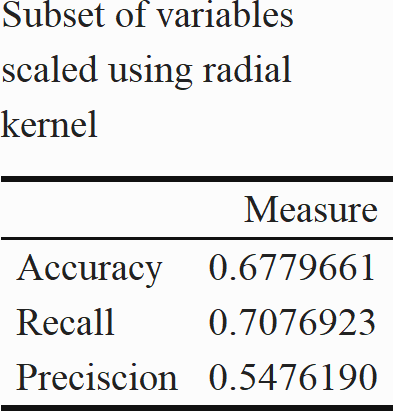 Subset of variables
scaled using radial
kernel
Measure
Accuracy 0.6779661
Recall 0.7076923
Preciscion 0.5476190